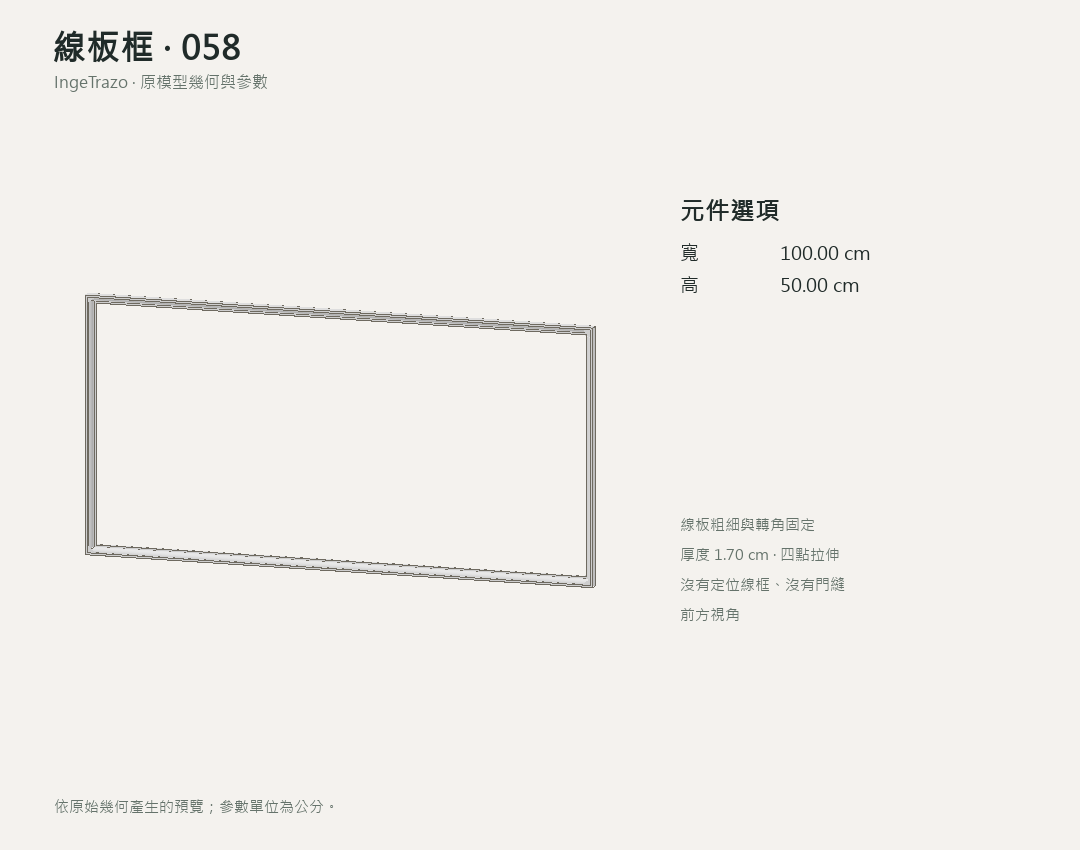 線板框 · 058
IngeTrazo · 原模型幾何與參數
元件選項
寬 100.00 cm
高 50.00 cm
線板粗細與轉角固定
厚度 1.70 cm · 四點拉伸
沒有定位線框、沒有門縫
前方視角
依原始幾何產生的預覽；參數單位為公分。